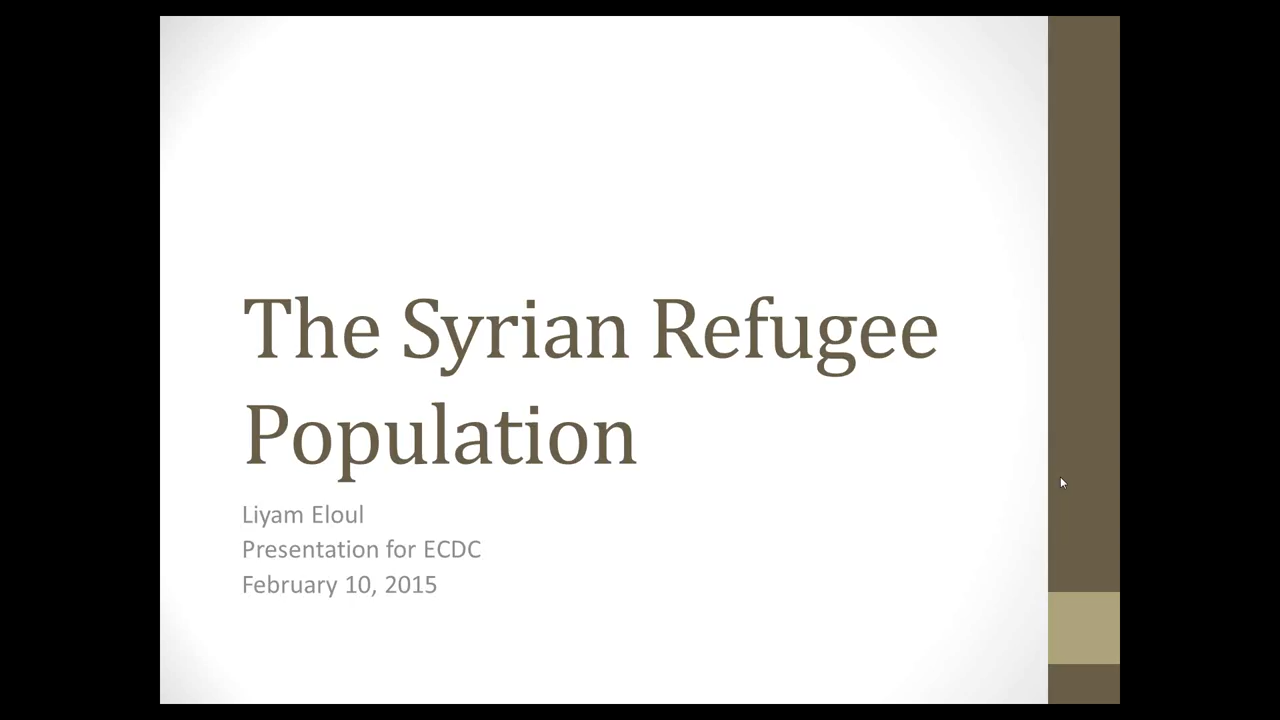 The Syrian Refugee
Population
Liyam Eloul
Presentation for ECDC
February 10, 2015